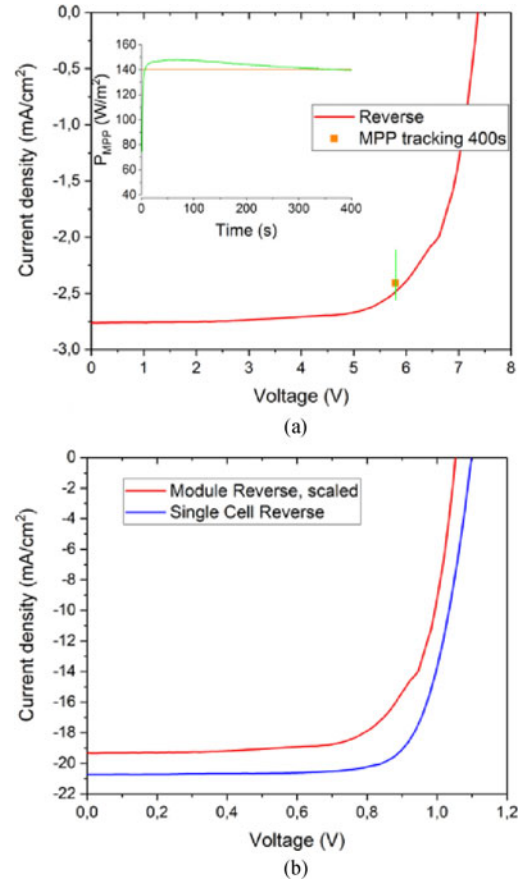 0,0
-0,5
-1,0
-1,5
-2,0
-2,5
-3,0
Current density (mA/cm²)
160
140
120
100
80
60
40
P_MPP (W/m²)
0 100 200 300 400
Time (s)
Reverse
MPP tracking 400s
0 1 2 3 4 5 6 7 8
Voltage (V)
(a)
0
-2
-4
-6
-8
-10
-12
-14
-16
-18
-20
-22
Current density (mA/cm²)
Module Reverse, scaled
Single Cell Reverse
0,0 0,2 0,4 0,6 0,8 1,0 1,2
Voltage (V)
(b)